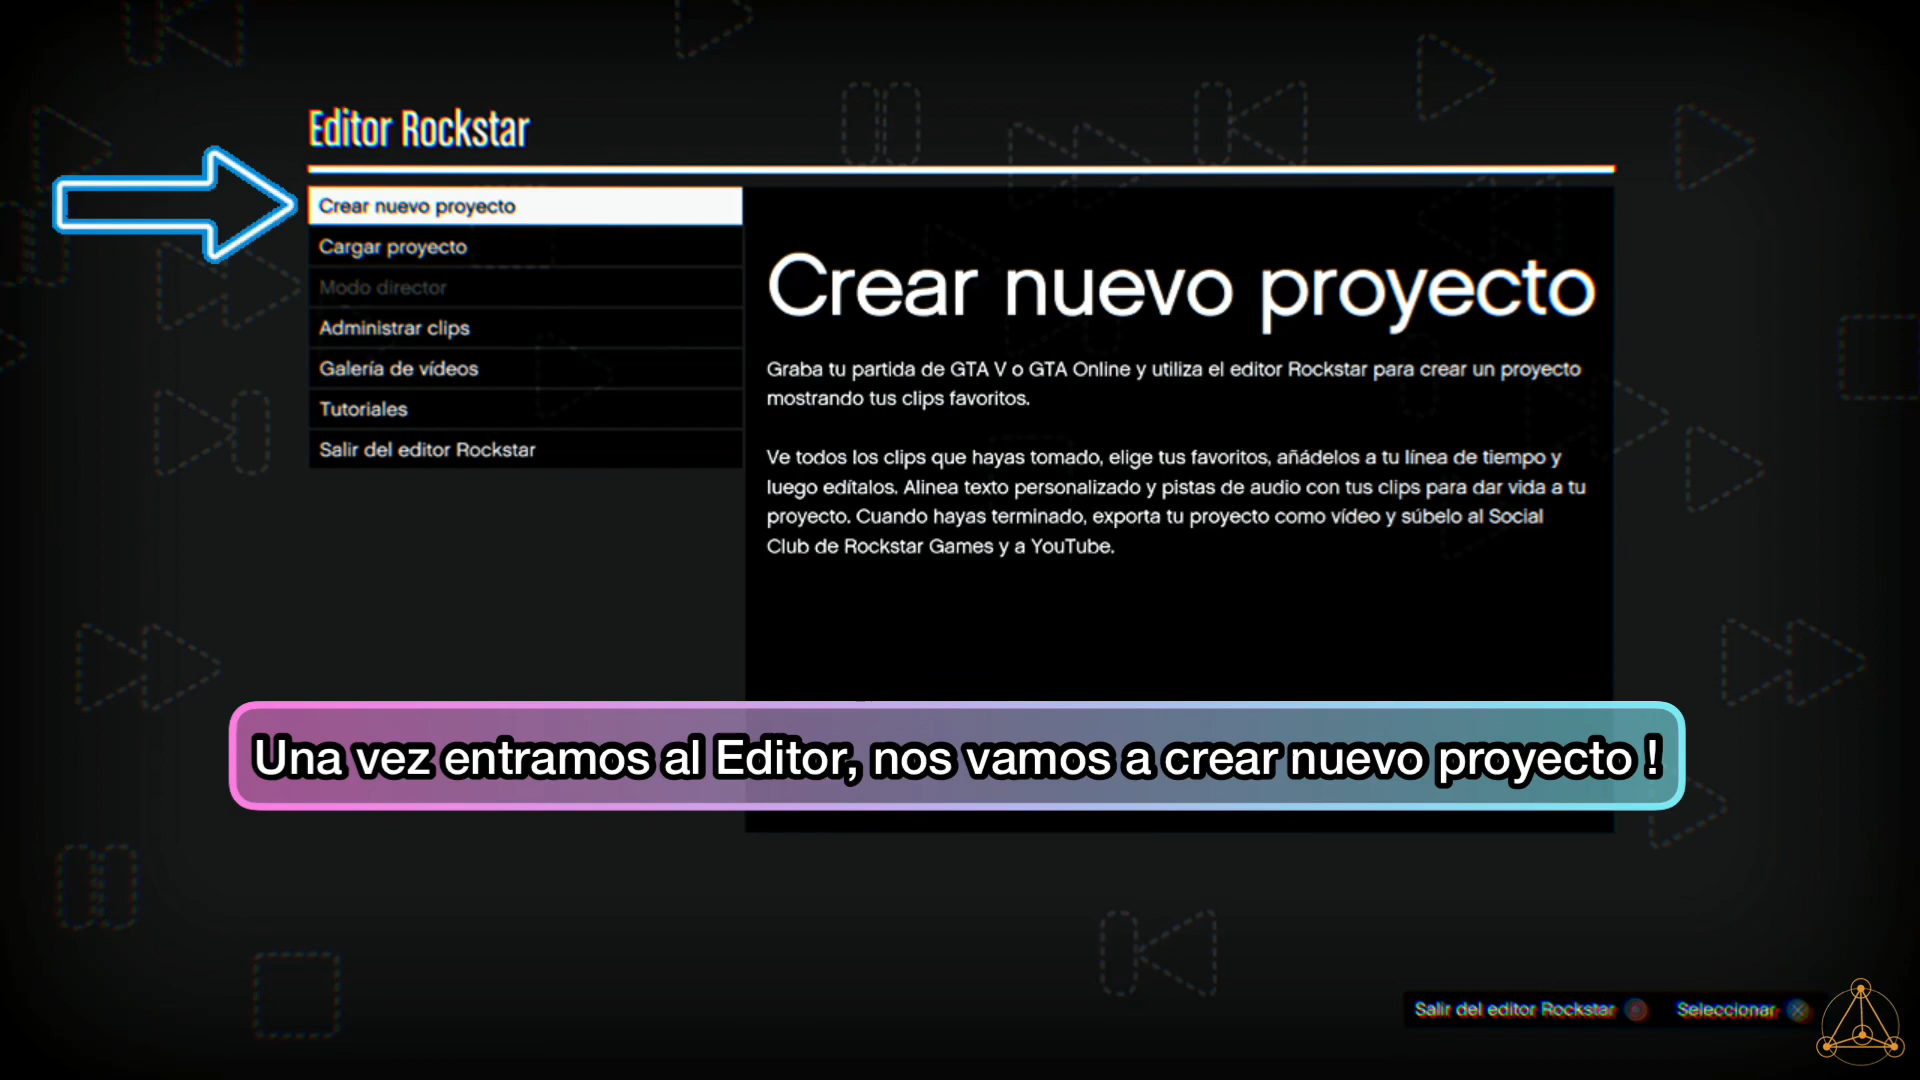 Editor Rockstar
Crear nuevo proyecto
Cargar proyecto
Modo director
Administrar clips
Galería de vídeos
Tutoriales
Salir del editor Rockstar
Crear nuevo proyecto
Graba tu partida de GTA V o GTA Online y utiliza el editor Rockstar para crear un proyecto
mostrando tus clips favoritos.
Ve todos los clips que hayas tomado, elige tus favoritos, añádelos a tu línea de tiempo y
luego edítalos. Alinea texto personalizado y pistas de audio con tus clips para dar vida a tu
proyecto. Cuando hayas terminado, exporta tu proyecto como vídeo y súbelo al Social
Club de Rockstar Games y a YouTube.
Una vez entramos al Editor, nos vamos a crear nuevo proyecto !
Salir del editor Rockstar Seleccionar